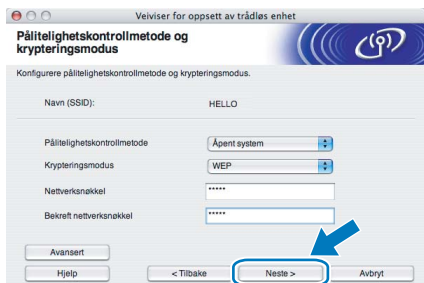 Veiviser for oppsett av trådløs enhet
Pålitelighetskontrollmetode og
krypteringsmodus
Konfigurere pålitelighetskontrollmetode og krypteringsmodus.
Navn (SSID): HELLO
Pålitelighetskontrollmetode Åpent system
Krypteringsmodus WEP
Nettverksnøkkel *****
Bekreft nettverksnøkkel *****
Avansert
Hjelp < Tilbake Neste > Avbryt